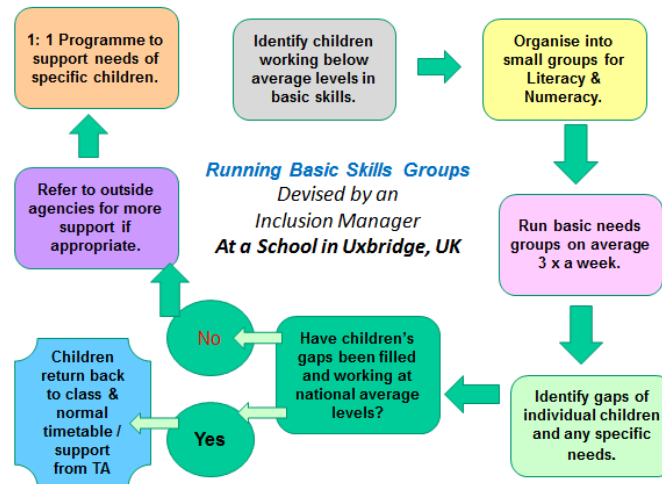 Identify children
working below
average levels in
basic skills.
Organise into
small groups for
Literacy &
Numeracy.
Run basic needs
groups on average
3 x a week.
Identify gaps of
individual children
and any specific
needs.
Have children's
gaps been filled
and working at
national average
levels?
No
Refer to outside
agencies for more
support if
appropriate.
1: 1 Programme to
support needs of
specific children.
Yes
Children
return back
to class &
normal
timetable /
support
from TA
Running Basic Skills Groups
Devised by an
Inclusion Manager
At a School in Uxbridge, UK